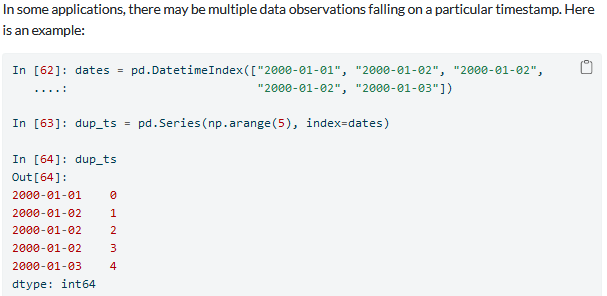 In some applications, there may be multiple data observations falling on a particular timestamp. Here
is an example:
In [62]: dates = pd.DatetimeIndex(["2000-01-01", "2000-01-02", "2000-01-02",
   ....:                           "2000-01-02", "2000-01-03"])
In [63]: dup_ts = pd.Series(np.arange(5), index=dates)
In [64]: dup_ts
Out[64]:
2000-01-01    0
2000-01-02    1
2000-01-02    2
2000-01-02    3
2000-01-03    4
dtype: int64